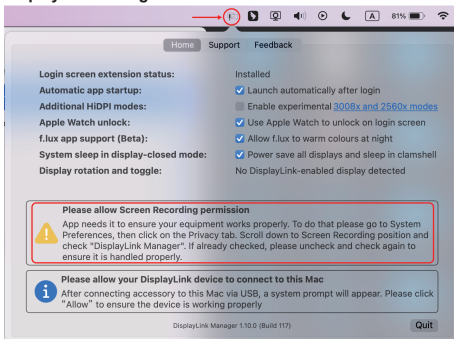 A 81%
Home Support Feedback
Login screen extension status: Installed
Automatic app startup: Launch automatically after login
Additional HiDPI modes: Enable experimental 3008x and 2560x modes
Apple Watch unlock: Use Apple Watch to unlock on login screen
f.lux app support (Beta): Allow f.lux to warm colours at night
System sleep in display-closed mode: Power save all displays and sleep in clamshell
Display rotation and toggle: No DisplayLink-enabled display detected
Please allow Screen Recording permission
App needs it to ensure your equipment works properly. To do that please go to System
Preferences, then click on the Privacy tab. Scroll down to Screen Recording position and
check "DisplayLink Manager". If already checked, please uncheck and check again to
ensure it is handled properly.
Please allow your DisplayLink device to connect to this Mac
After connecting accessory to this Mac via USB, a system prompt will appear. Please click
"Allow" to ensure the device is working properly
DisplayLink Manager 1.10.0 (Build 117) Quit